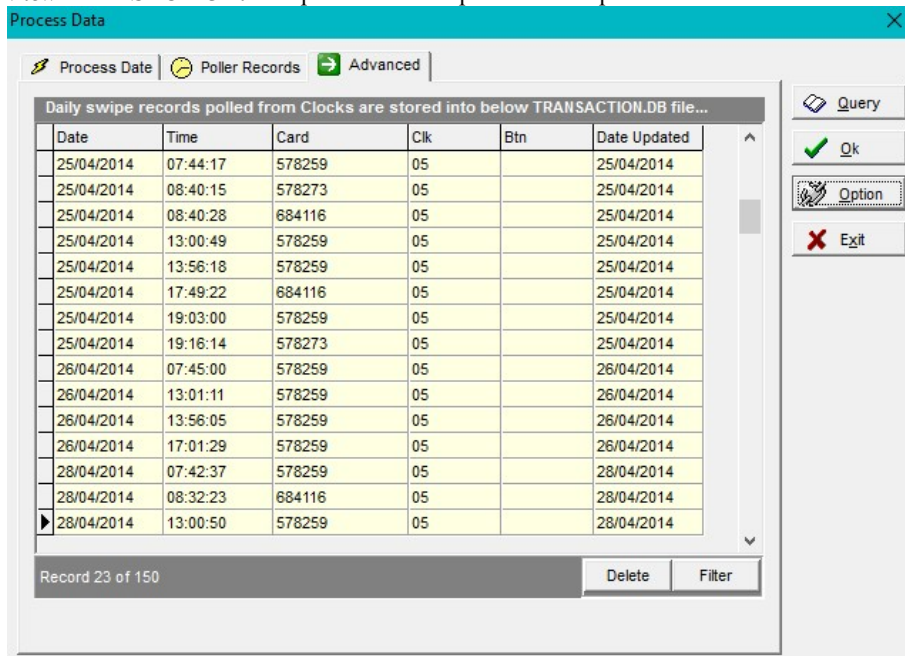 Process Data
Process Date Poller Records Advanced
Daily swipe records polled from Clocks are stored into below TRANSACTION.DB file...
Date Time Card Clk Btn Date Updated
25/04/2014 07:44:17 578259 05 25/04/2014
25/04/2014 08:40:15 578273 05 25/04/2014
25/04/2014 08:40:28 684116 05 25/04/2014
25/04/2014 13:00:49 578259 05 25/04/2014
25/04/2014 13:56:18 578259 05 25/04/2014
25/04/2014 17:49:22 684116 05 25/04/2014
25/04/2014 19:03:00 578259 05 25/04/2014
25/04/2014 19:16:14 578273 05 25/04/2014
26/04/2014 07:45:00 578259 05 26/04/2014
26/04/2014 13:01:11 578259 05 26/04/2014
26/04/2014 13:56:05 578259 05 26/04/2014
26/04/2014 17:01:29 578259 05 26/04/2014
28/04/2014 07:42:37 578259 05 28/04/2014
28/04/2014 08:32:23 684116 05 28/04/2014
28/04/2014 13:00:50 578259 05 28/04/2014
Record 23 of 150
Delete Filter
Query
Ok
Option
Exit